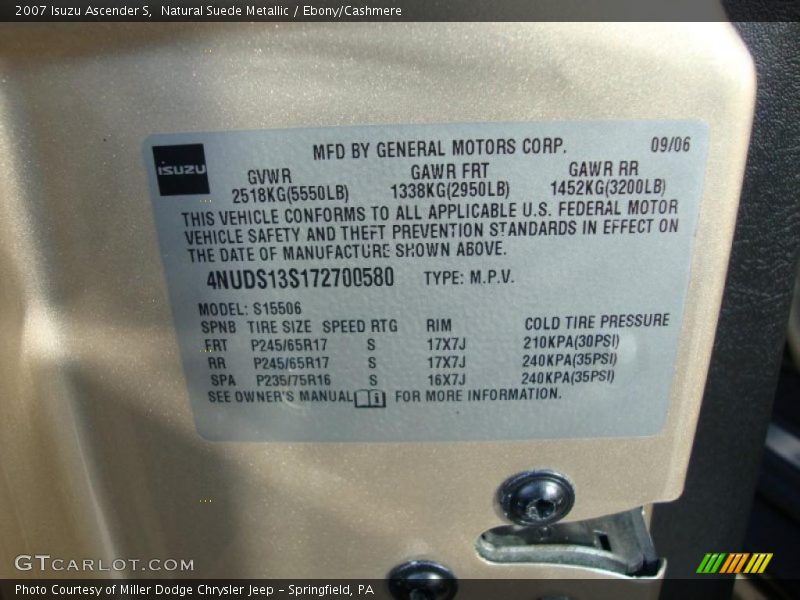 2007 Isuzu Ascender S, Natural Suede Metallic / Ebony/Cashmere
ISUZU
MFD BY GENERAL MOTORS CORP. 09/06
GVWR GAWR FRT GAWR RR
2518KG(5550LB) 1338KG(2950LB) 1452KG(3200LB)
THIS VEHICLE CONFORMS TO ALL APPLICABLE U.S. FEDERAL MOTOR
VEHICLE SAFETY AND THEFT PREVENTION STANDARDS IN EFFECT ON
THE DATE OF MANUFACTURE SHOWN ABOVE.
4NUDS13S172700580 TYPE: M.P.V.
MODEL: S15506
SPNB TIRE SIZE SPEED RTG RIM COLD TIRE PRESSURE
FRT P245/65R17 S 17X7J 210KPA(30PSI)
RR P245/65R17 S 17X7J 240KPA(35PSI)
SPA P235/75R16 S 16X7J 240KPA(35PSI)
SEE OWNER'S MANUAL FOR MORE INFORMATION.
GTCARLOT.COM
Photo Courtesy of Miller Dodge Chrysler Jeep - Springfield, PA